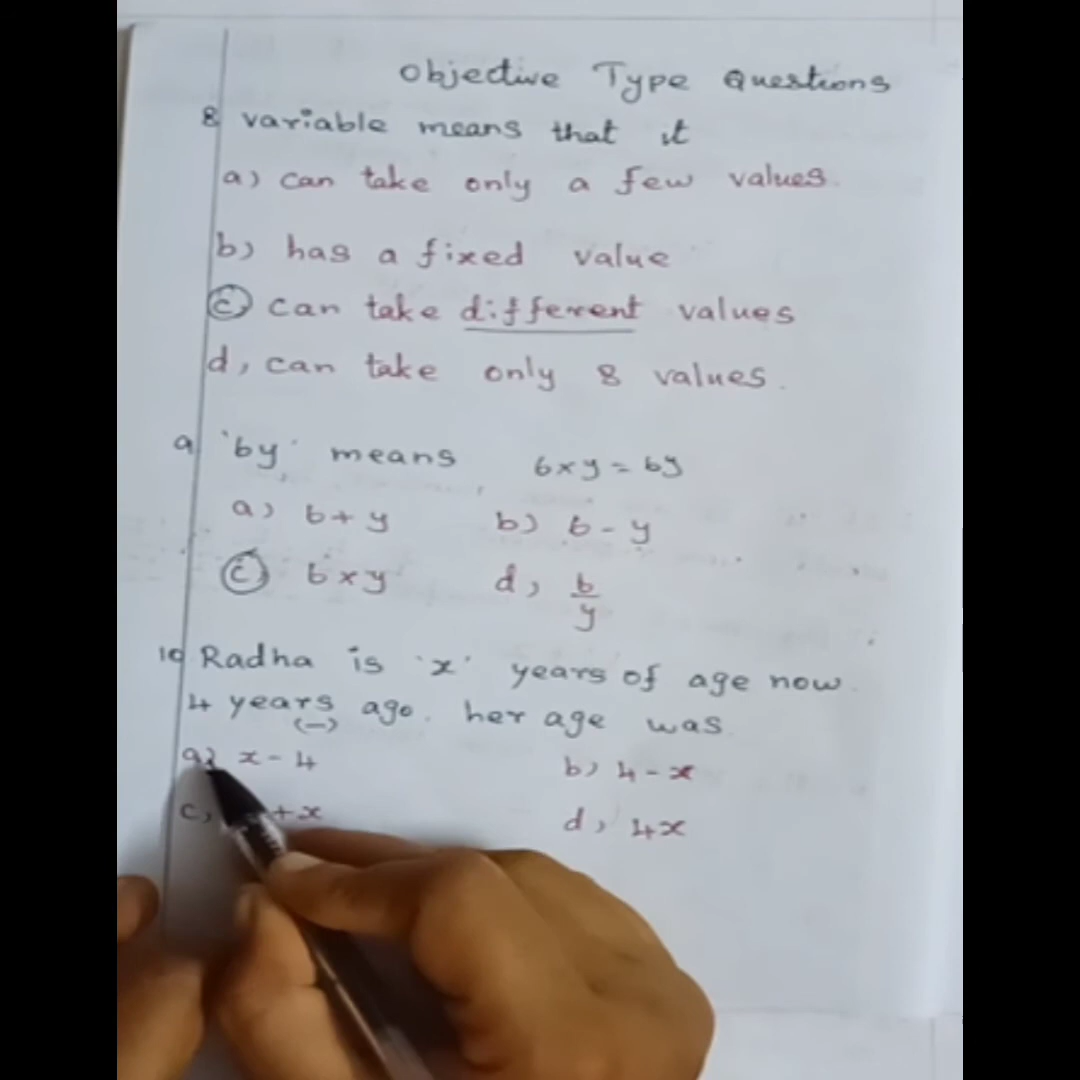 Objective Type Questions
8 variable means that it
a) can take only a few values.
b) has a fixed value
c) can take different values
d, can take only 8 values.
9 'by' means 6xy = by
a) b + y b) b - y
c) b x y d, b/y
10 Radha is 'x' years of age now.
4 years ago. her age was
(-)
a) x - 4 b) 4 - x
c, + x d, 4x